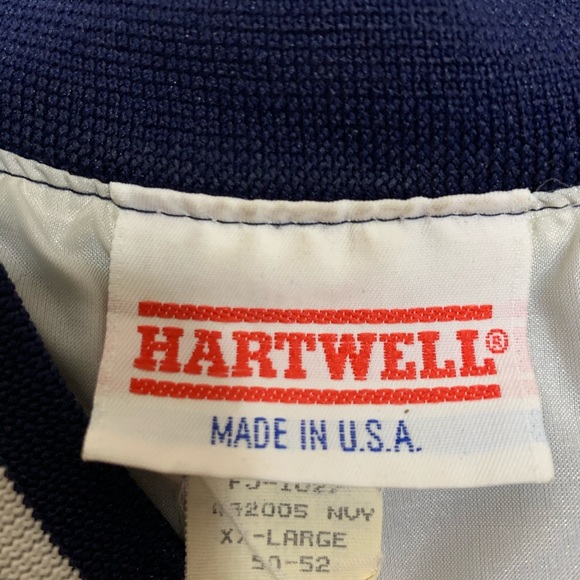 HARTWELL®
MADE IN U.S.A.
NVY
XX-LARGE
50-52